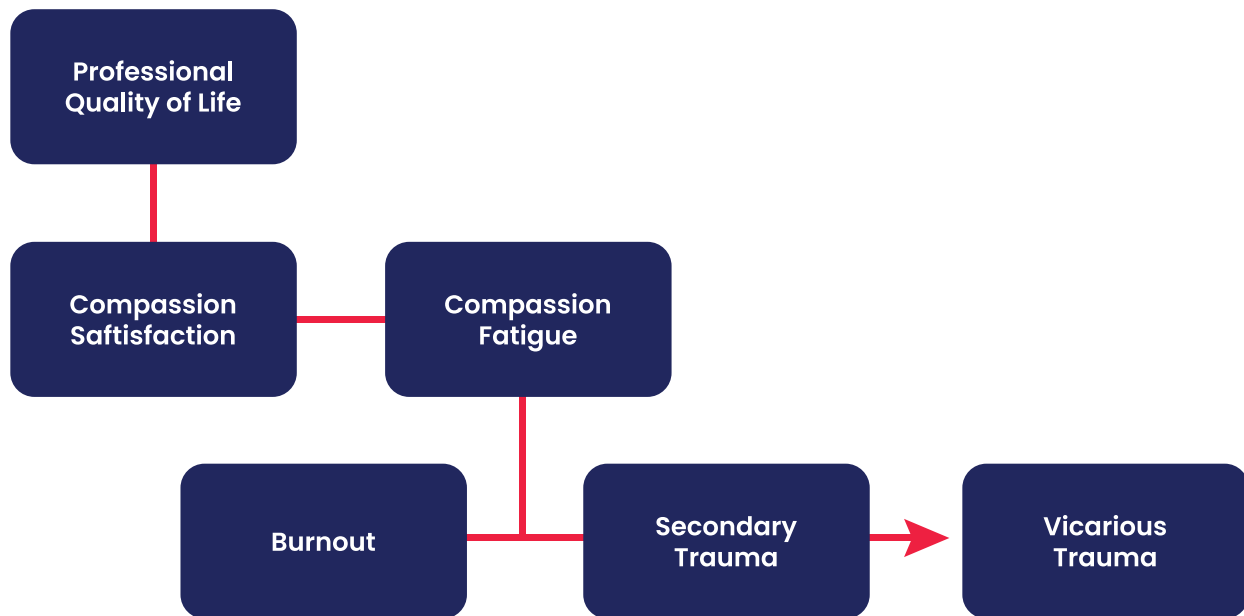 Professional
Quality of Life
Compassion
Saftisfaction
Compassion
Fatigue
Burnout
Secondary
Trauma
Vicarious
Trauma